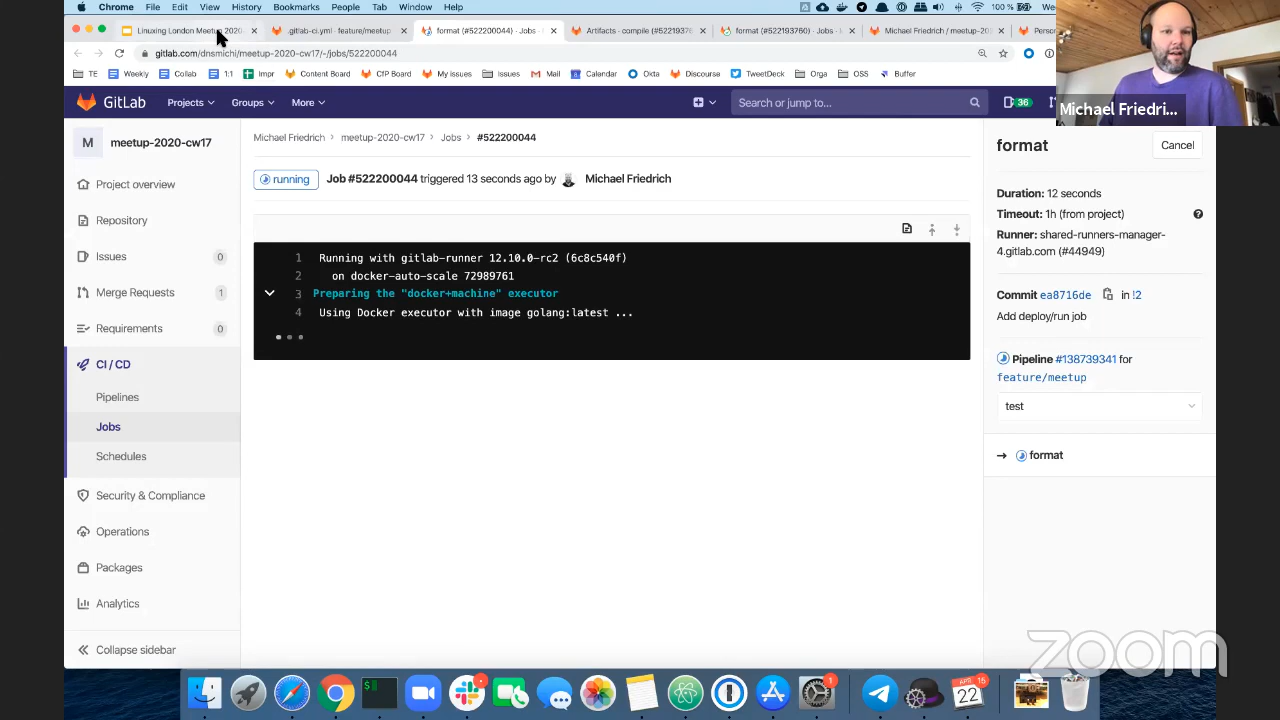 Chrome File Edit View History Bookmarks People Tab Window Help 100 %
Linuxing London Meetup 2020- .gitlab-ci.yml · feature/meetup format (#522200044) · Jobs · Artifacts · compile (#5221937 format (#522193760) · Jobs · Michael Friedrich / meetup-202 Perso
gitlab.com/dnsmichi/meetup-2020-cw17/-/jobs/522200044
TE Weekly Collab 1:1 Impr Content Board CfP Board My issues Issues Mail Calendar Okta Discourse TweetDeck Orga OSS Buffer
GitLab Projects Groups More Search or jump to... 36
Michael Friedri...
M meetup-2020-cw17
Project overview
Repository
Issues 0
Merge Requests 1
Requirements 0
CI / CD
Pipelines
Jobs
Schedules
Security & Compliance
Operations
Packages
Analytics
Collapse sidebar
Michael Friedrich › meetup-2020-cw17 › Jobs › #522200044
running Job #522200044 triggered 13 seconds ago by Michael Friedrich
1 Running with gitlab-runner 12.10.0-rc2 (6c8c540f)
2 on docker-auto-scale 72989761
3 Preparing the "docker+machine" executor
4 Using Docker executor with image golang:latest ...
format Cancel
Duration: 12 seconds
Timeout: 1h (from project)
Runner: shared-runners-manager-
4.gitlab.com (#44949)
Commit ea8716de in !2
Add deploy/run job
Pipeline #138739341 for
feature/meetup
test
→ format
zoom
APR 16
22
1